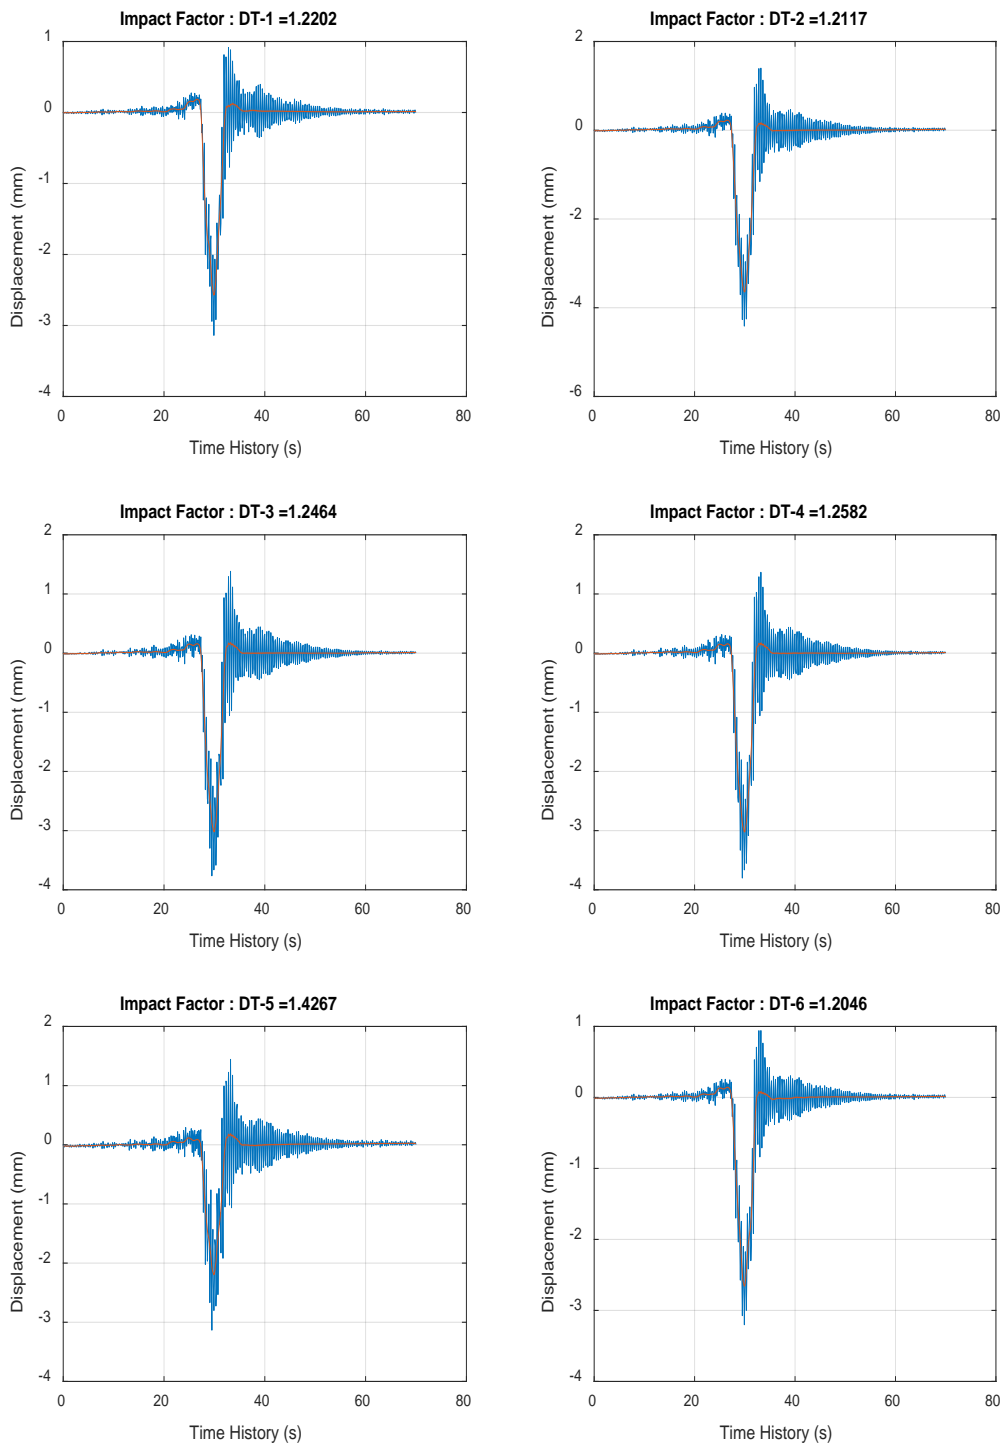 Impact Factor : DT-1 =1.2202
1
0
-1
-2
-3
-4
Displacement (mm)
0 20 40 60 80
Time History (s)
Impact Factor : DT-2 =1.2117
2
0
-2
-4
-6
Displacement (mm)
0 20 40 60 80
Time History (s)
Impact Factor : DT-3 =1.2464
2
1
0
-1
-2
-3
-4
Displacement (mm)
0 20 40 60 80
Time History (s)
Impact Factor : DT-4 =1.2582
2
1
0
-1
-2
-3
-4
Displacement (mm)
0 20 40 60 80
Time History (s)
Impact Factor : DT-5 =1.4267
2
1
0
-1
-2
-3
-4
Displacement (mm)
0 20 40 60 80
Time History (s)
Impact Factor : DT-6 =1.2046
1
0
-1
-2
-3
-4
Displacement (mm)
0 20 40 60 80
Time History (s)